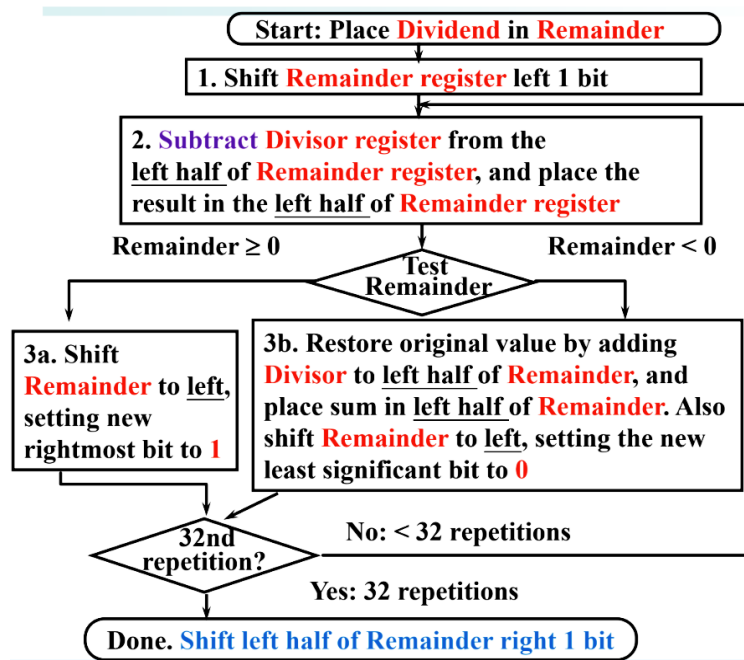 Start: Place Dividend in Remainder
1. Shift Remainder register left 1 bit
2. Subtract Divisor register from the
left half of Remainder register, and place the
result in the left half of Remainder register
Remainder ≥ 0
Remainder < 0
Test
Remainder
3a. Shift
Remainder to left,
setting new
rightmost bit to 1
3b. Restore original value by adding
Divisor to left half of Remainder, and
place sum in left half of Remainder. Also
shift Remainder to left, setting the new
least significant bit to 0
32nd
repetition?
No: < 32 repetitions
Yes: 32 repetitions
Done. Shift left half of Remainder right 1 bit